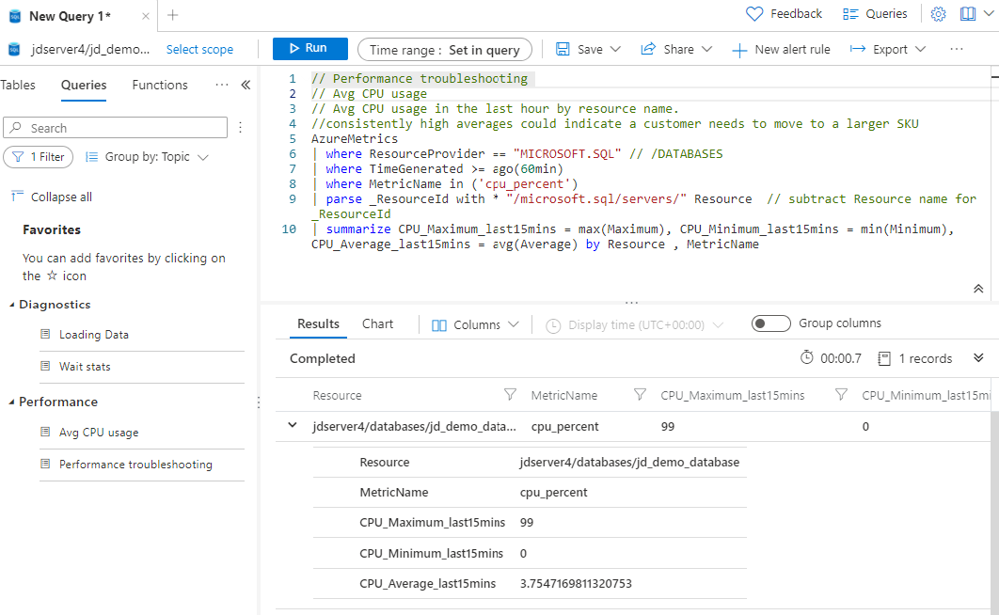 New Query 1*
Feedback
Queries
jdserver4/jd_demo...
Select scope
Run
Time range : Set in query
Save
Share
New alert rule
Export
Tables
Queries
Functions
Search
1 Filter
Group by: Topic
Collapse all
Favorites
You can add favorites by clicking on
the ☆ icon
Diagnostics
Loading Data
Wait stats
Performance
Avg CPU usage
Performance troubleshooting
1 // Performance troubleshooting
2 // Avg CPU usage
3 // Avg CPU usage in the last hour by resource name.
4 //consistently high averages could indicate a customer needs to move to a larger SKU
5 AzureMetrics
6 | where ResourceProvider == "MICROSOFT.SQL" // /DATABASES
7 | where TimeGenerated >= ago(60min)
8 | where MetricName in ('cpu_percent')
9 | parse _ResourceId with * "/microsoft.sql/servers/" Resource // subtract Resource name for
_ResourceId
10 | summarize CPU_Maximum_last15mins = max(Maximum), CPU_Minimum_last15mins = min(Minimum),
CPU_Average_last15mins = avg(Average) by Resource , MetricName
Results
Chart
Columns
Display time (UTC+00:00)
Group columns
Completed
00:00.7
1 records
Resource MetricName CPU_Maximum_last15mins CPU_Minimum_last15mi
jdserver4/databases/jd_demo_data... cpu_percent 99 0
Resource jdserver4/databases/jd_demo_database
MetricName cpu_percent
CPU_Maximum_last15mins 99
CPU_Minimum_last15mins 0
CPU_Average_last15mins 3.7547169811320753